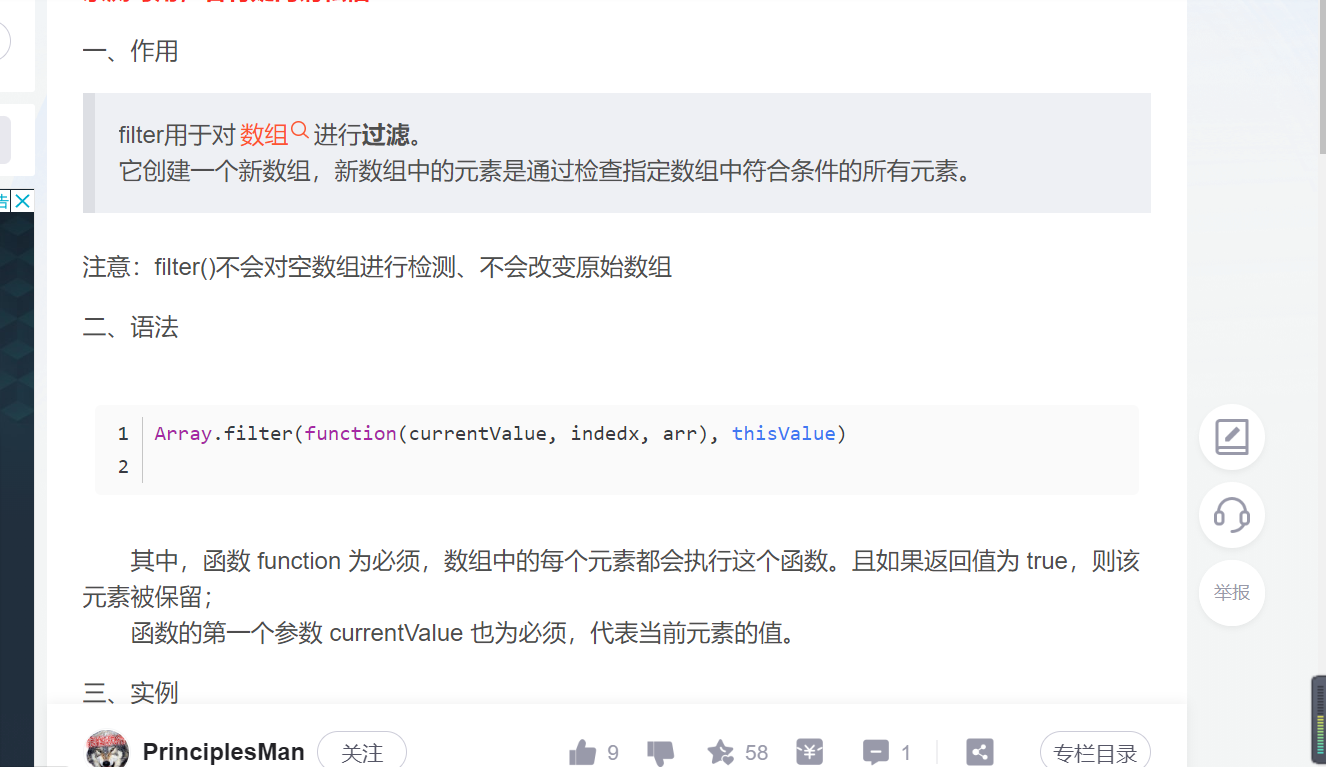 一、作用
filter用于对 数组 进行过滤。
它创建一个新数组，新数组中的元素是通过检查指定数组中符合条件的所有元素。
注意：filter()不会对空数组进行检测、不会改变原始数组
二、语法
1 Array.filter(function(currentValue, indedx, arr), thisValue)
2
其中，函数 function 为必须，数组中的每个元素都会执行这个函数。且如果返回值为 true，则该
元素被保留；
函数的第一个参数 currentValue 也为必须，代表当前元素的值。
举报
三、实例
PrinciplesMan 关注 9 58 1 专栏目录